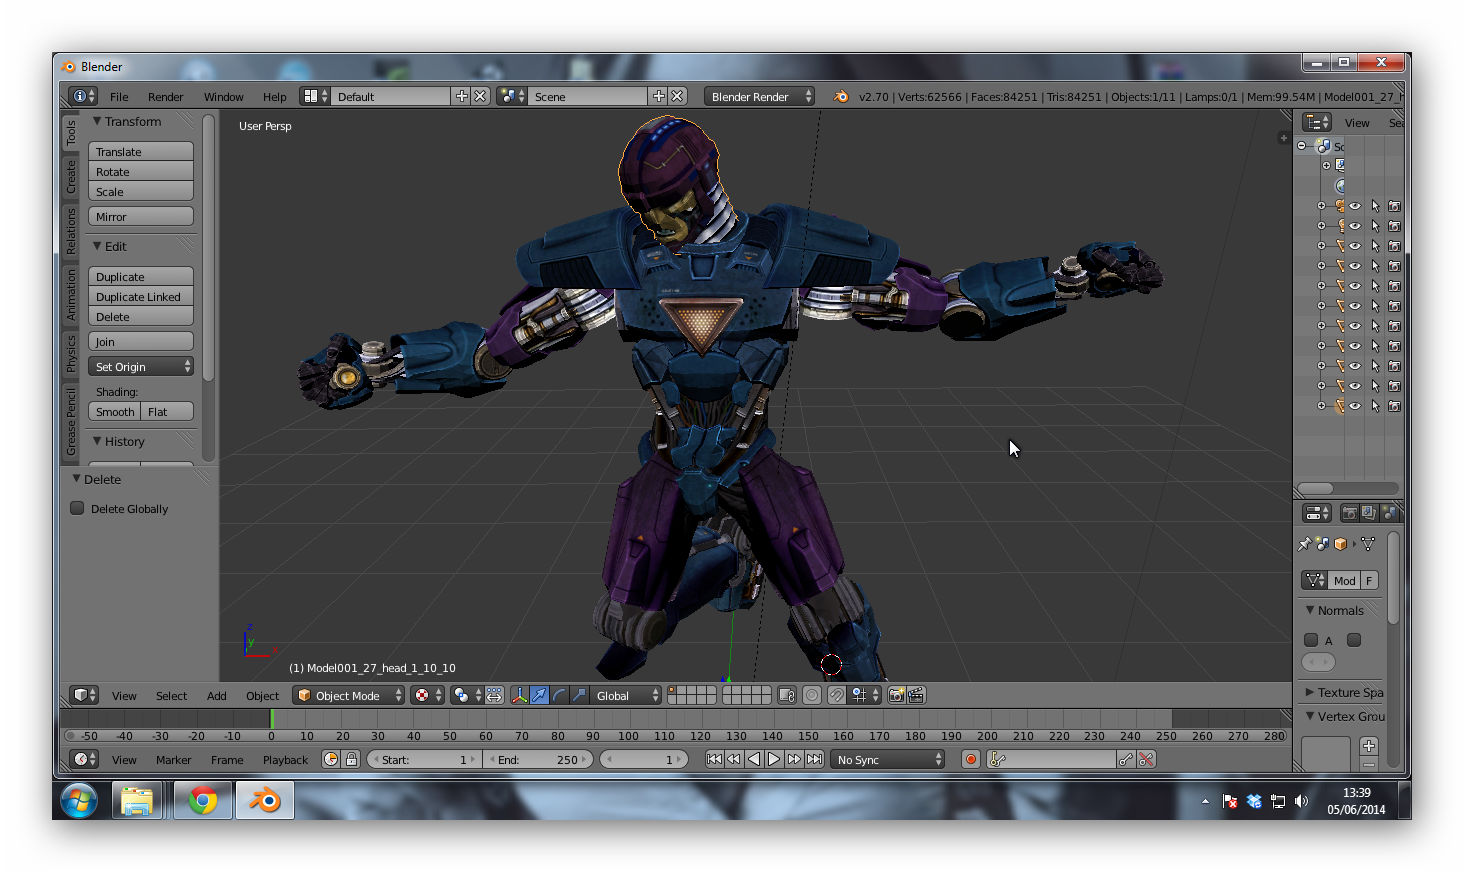 Blender
File Render Window Help Default Scene Blender Render v2.70 | Verts:62566 | Faces:84251 | Tris:84251 | Objects:1/11 | Lamps:0/1 | Mem:99.54M | Model001_27_h
Tools
Create
Relations
Animation
Physics
Grease Pencil
Transform
Translate
Rotate
Scale
Mirror
Edit
Duplicate
Duplicate Linked
Delete
Join
Set Origin
Shading:
Smooth Flat
History
Delete
Delete Globally
User Persp
z
y
(1) Model001_27_head_1_10_10
View Se
Sc
Mod F
Normals
A
Texture Spa
Vertex Grou
View Select Add Object Object Mode Global
-50 -40 -30 -20 -10 0 10 20 30 40 50 60 70 80 90 100 110 120 130 140 150 160 170 180 190 200 210 220 230 240 250 260 270 280
View Marker Frame Playback Start: 1 End: 250 1 No Sync
13:39
05/06/2014